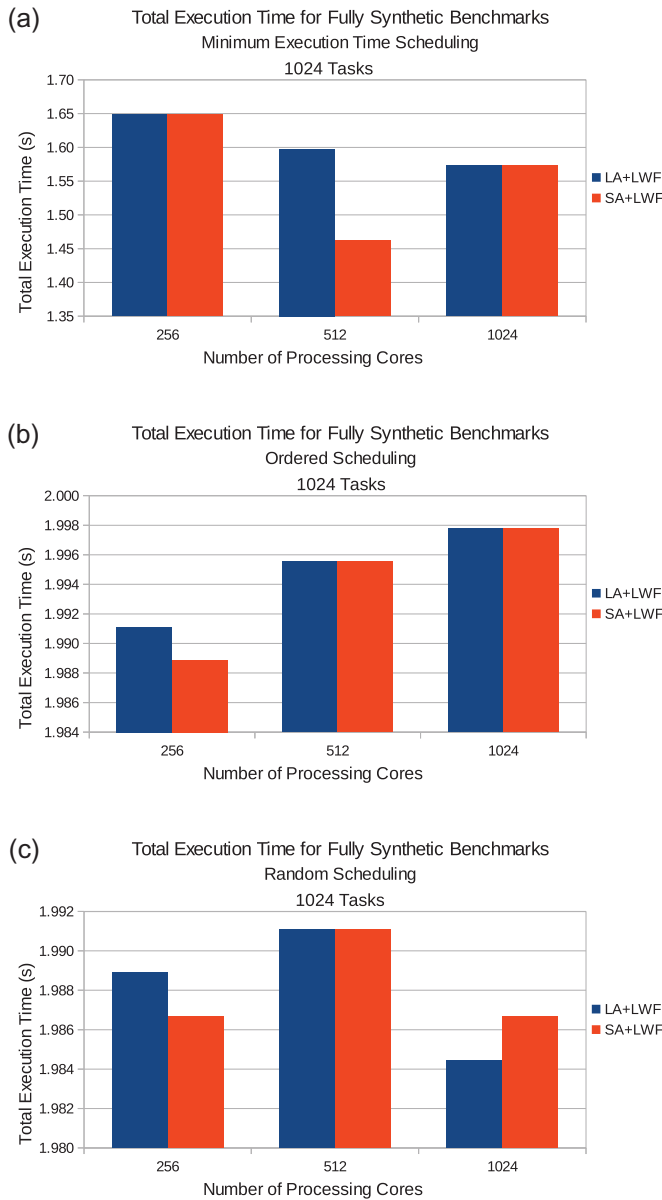 (a)
Total Execution Time for Fully Synthetic Benchmarks
Minimum Execution Time Scheduling
1024 Tasks
Total Execution Time (s)
1.70
1.65
1.60
1.55
1.50
1.45
1.40
1.35
256
512
1024
Number of Processing Cores
LA+LWF
SA+LWF
(b)
Total Execution Time for Fully Synthetic Benchmarks
Ordered Scheduling
1024 Tasks
Total Execution Time (s)
2.000
1.998
1.996
1.994
1.992
1.990
1.988
1.986
1.984
256
512
1024
Number of Processing Cores
LA+LWF
SA+LWF
(c)
Total Execution Time for Fully Synthetic Benchmarks
Random Scheduling
1024 Tasks
Total Execution Time (s)
1.992
1.990
1.988
1.986
1.984
1.982
1.980
256
512
1024
Number of Processing Cores
LA+LWF
SA+LWF